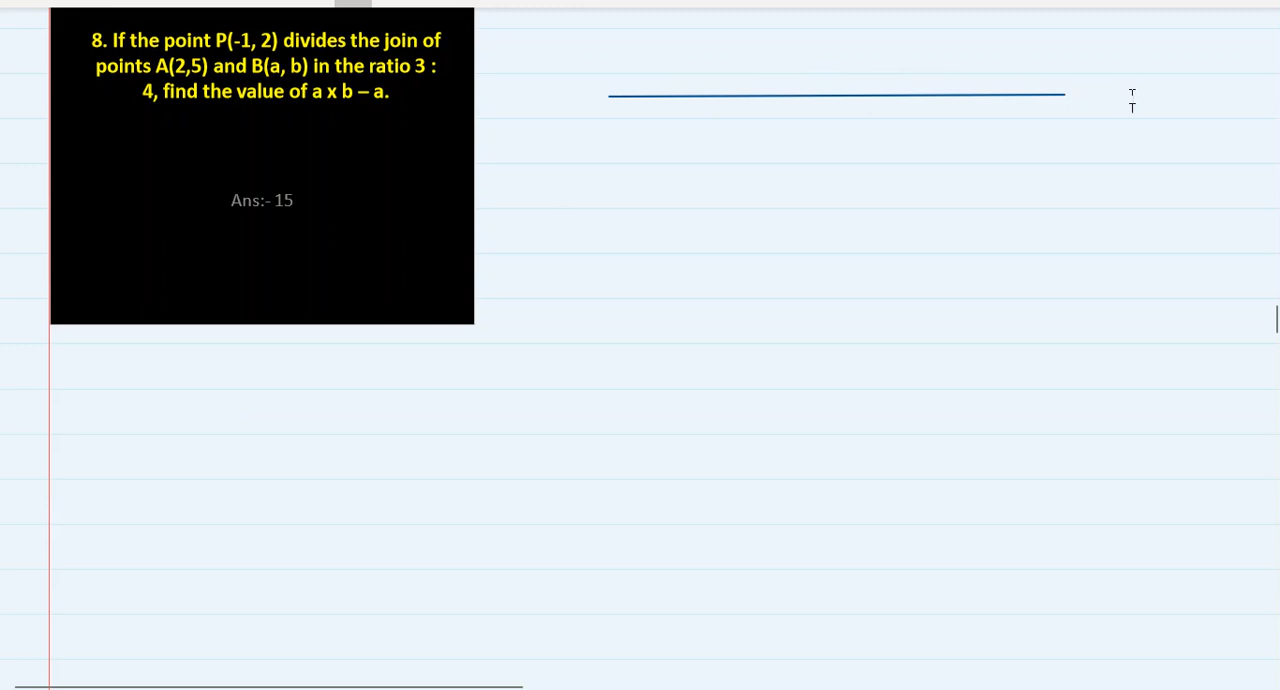 8. If the point P(-1, 2) divides the join of
points A(2,5) and B(a, b) in the ratio 3 :
4, find the value of a x b – a.
Ans:- 15